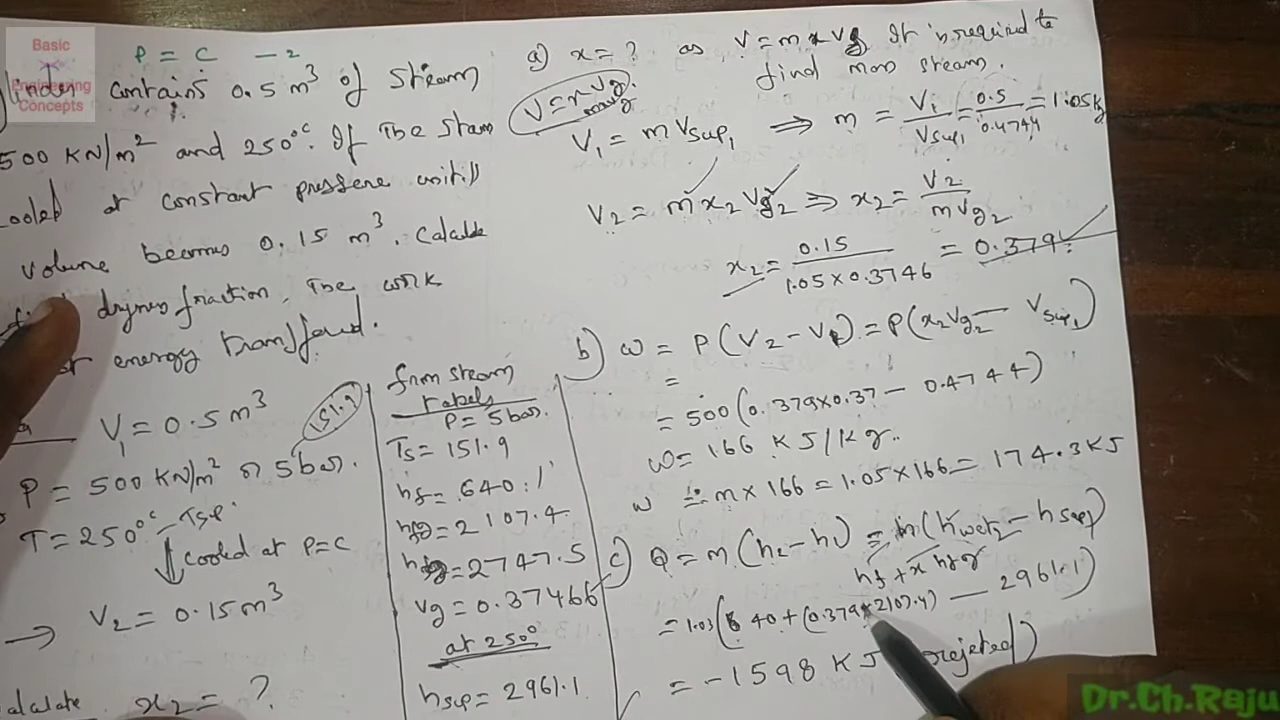 Basic
Engineering
Concepts
P = C - 2
contains 0.5 m³ of steam
500 KN/m² and 250°C. If the steam
at constant pressure until
volume becomes 0.15 m³. Calculate
dryness fraction, the work
energy transferred.
V₁ = 0.5 m³
P = 500 KN/m² or 5 bar.
151.9
T = 250°C - Tsup.
↓ cooled at P=C
→ V₂ = 0.15 m³
alculate x₂ = ?
from steam
tables
P = 5 bar.
Ts = 151.9
hf = 640.1
hfg = 2107.4
hg = 2747.5
Vg = 0.37466
at 250°
hsup = 2961.1
a) x = ? as V = m x Vg It is required to
find mass steam.
V = m x Vg.
V₁ = m Vsup₁ ⇒ m = V₁/Vsup₁ = 0.5/0.4744 = 1.05 kg
V₂ = m x₂ Vg₂ ⇒ x₂ = V₂/m Vg₂
x₂ = 0.15/1.05 x 0.3746 = 0.379.
b) W = P (V₂ - V₁) = P(x₂Vg₂ - Vsup₁)
=
= 500 (0.379x0.37 - 0.4744)
W = 166 KJ/Kg.
W = m x 166 = 1.05 x 166 = 174.3 KJ
c) Q = m (h₂ - h₁) = m (hwet₂ - hsup)
hf + x hfg
= 1.05 (640 + (0.379 x 2107.4) - 2961.1)
= -1598 KJ rejected)
Dr.Ch.Raju